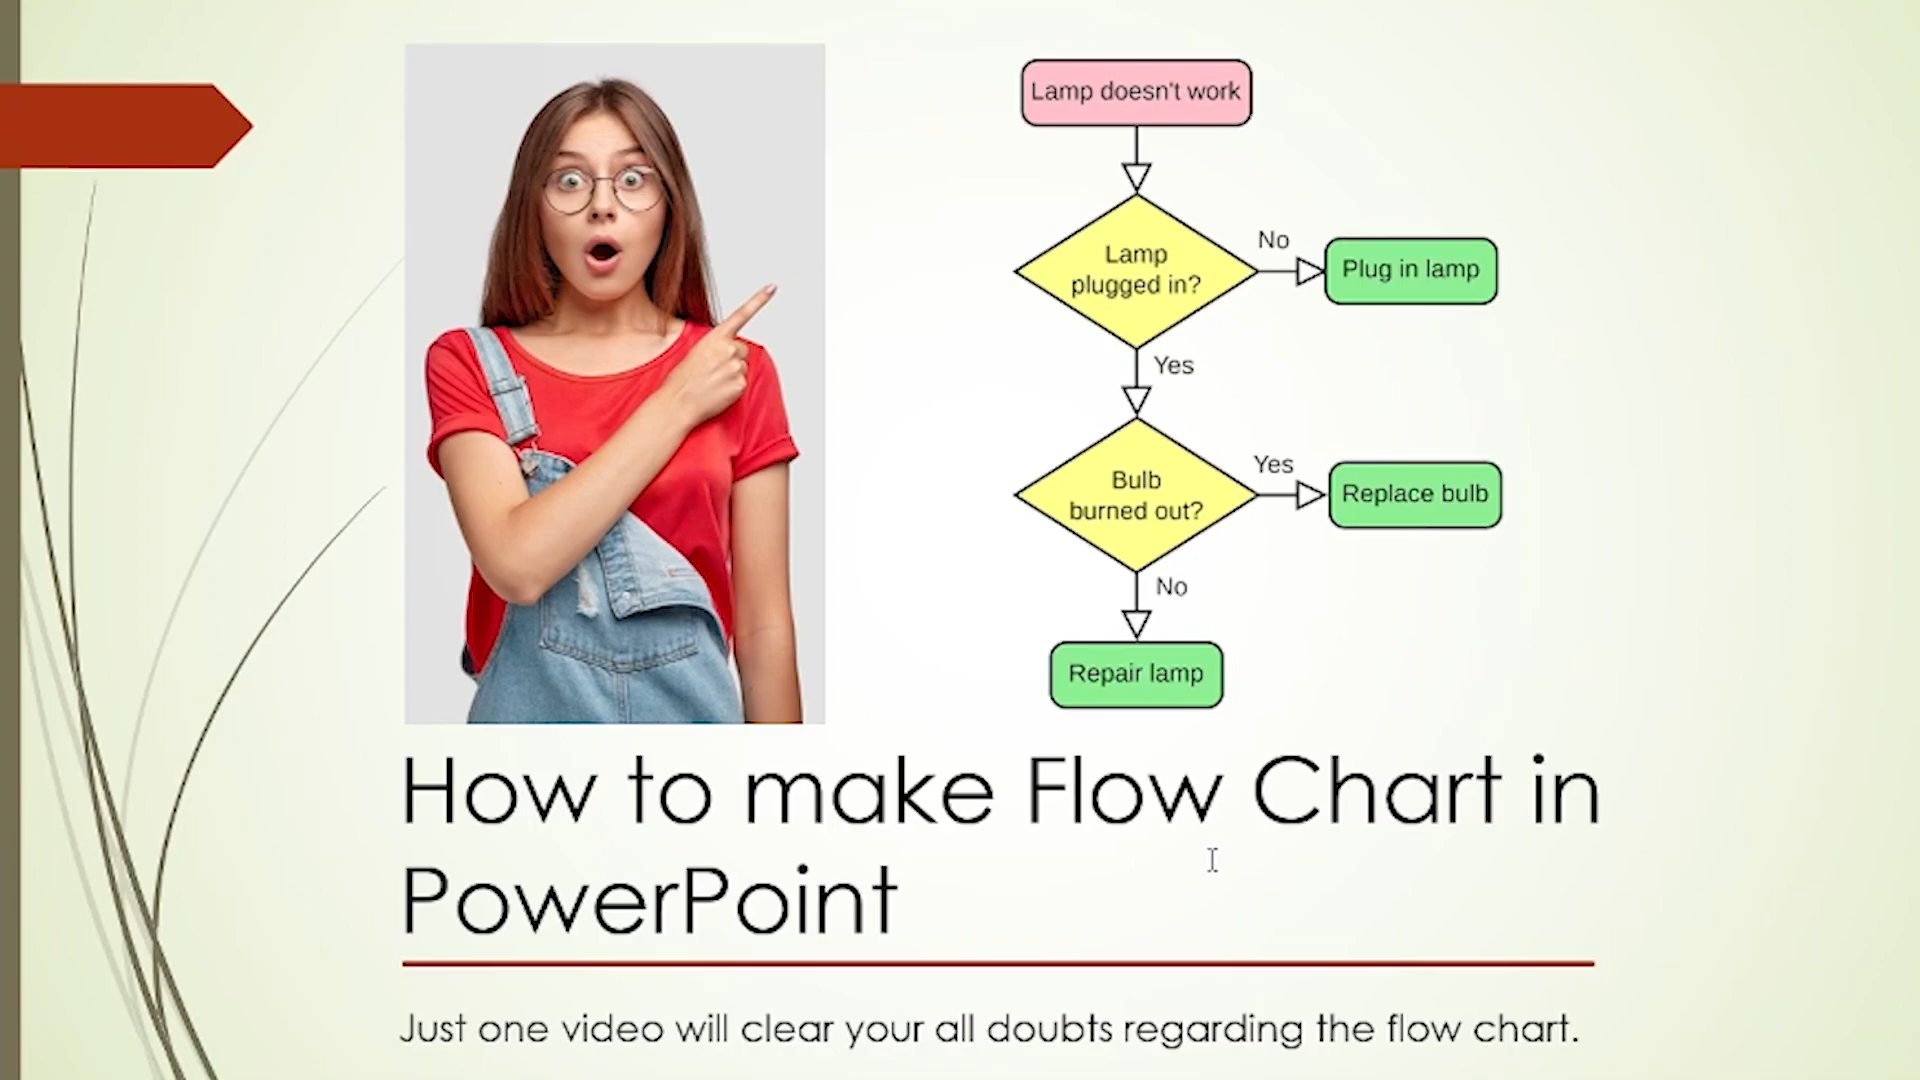 Lamp doesn't work
Lamp
plugged in?
No
Plug in lamp
Yes
Bulb
burned out?
Yes
Replace bulb
No
Repair lamp
How to make Flow Chart in
PowerPoint
Just one video will clear your all doubts regarding the flow chart.